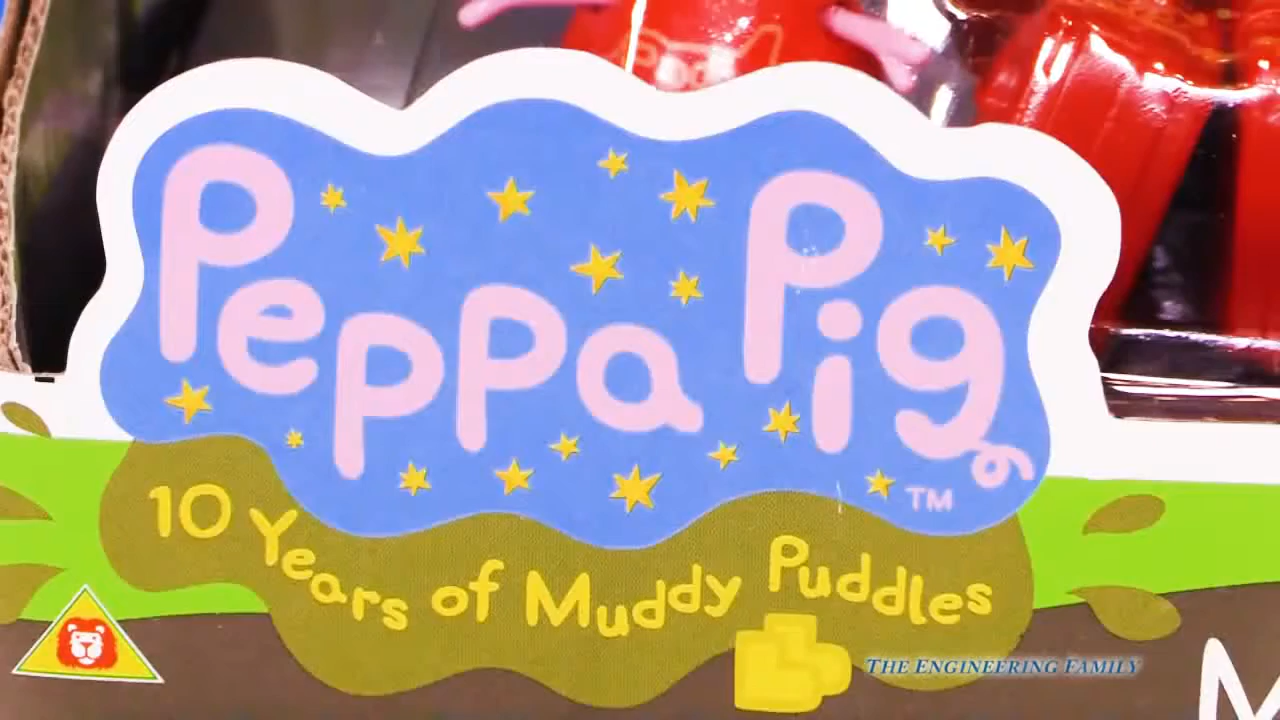 Peppa Pig
TM
10 Years of Muddy Puddles
THE ENGINEERING FAMILY
M